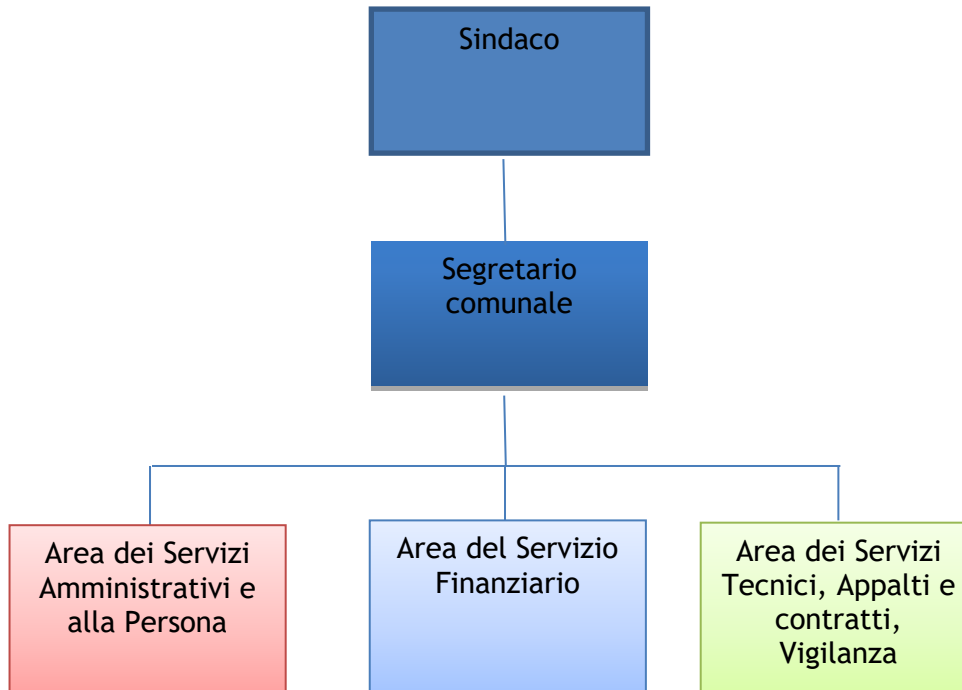 Sindaco
Segretario
comunale
Area dei Servizi
Amministrativi e
alla Persona
Area del Servizio
Finanziario
Area dei Servizi
Tecnici, Appalti e
contratti,
Vigilanza